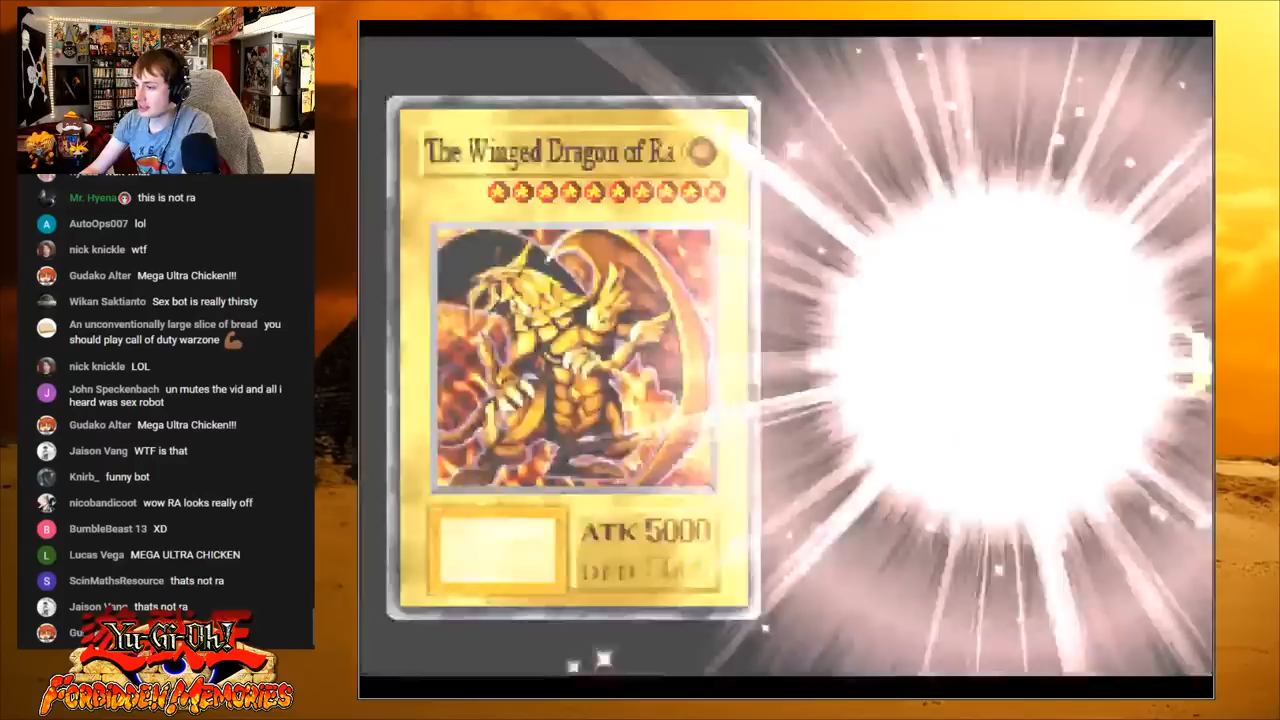 Mr. Hyena this is not ra
AutoOps007 lol
nick knickle wtf
Gudako Alter Mega Ultra Chicken!!!
Wikan Saktianto Sex bot is really thirsty
An unconventionally large slice of bread you
should play call of duty warzone
nick knickle LOL
John Speckenbach un mutes the vid and all i
heard was sex robot
Gudako Alter Mega Ultra Chicken!!!
Jaison Vang WTF is that
Knirb_ funny bot
nicobandicoot wow RA looks really off
BumbleBeast 13 XD
Lucas Vega MEGA ULTRA CHICKEN
ScinMathsResource thats not ra
Jaison Vang thats not ra
Yu-Gi-Oh!
FORBIDDEN MEMORIES
The Winged Dragon of Ra
ATK 5000